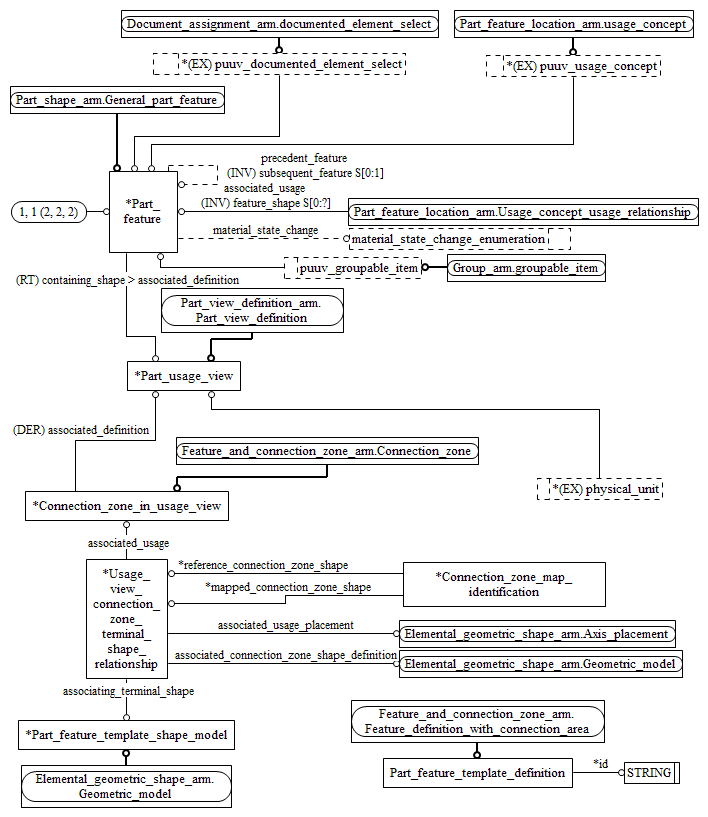 Document_assignment_arm.documented_element_select
Part_feature_location_arm.usage_concept
*(EX) puuv_documented_element_select
*(EX) puuv_usage_concept
Part_shape_arm.General_part_feature
precedent_feature
(INV) subsequent_feature S[0:1]
associated_usage
(INV) feature_shape S[0:?]
*Part_
feature
1, 1 (2, 2, 2)
Part_feature_location_arm.Usage_concept_usage_relationship
material_state_change
material_state_change_enumeration
puuv_groupable_item
Group_arm.groupable_item
(RT) containing_shape > associated_definition
Part_view_definition_arm.
Part_view_definition
*Part_usage_view
(DER) associated_definition
Feature_and_connection_zone_arm.Connection_zone
*(EX) physical_unit
*Connection_zone_in_usage_view
associated_usage
*Usage_
view_
connection_
zone_
terminal_
shape_
relationship
*reference_connection_zone_shape
*mapped_connection_zone_shape
*Connection_zone_map_
identification
associated_usage_placement
Elemental_geometric_shape_arm.Axis_placement
associated_connection_zone_shape_definition
Elemental_geometric_shape_arm.Geometric_model
associating_terminal_shape
*Part_feature_template_shape_model
Feature_and_connection_zone_arm.
Feature_definition_with_connection_area
Elemental_geometric_shape_arm.
Geometric_model
Part_feature_template_definition
*id
STRING